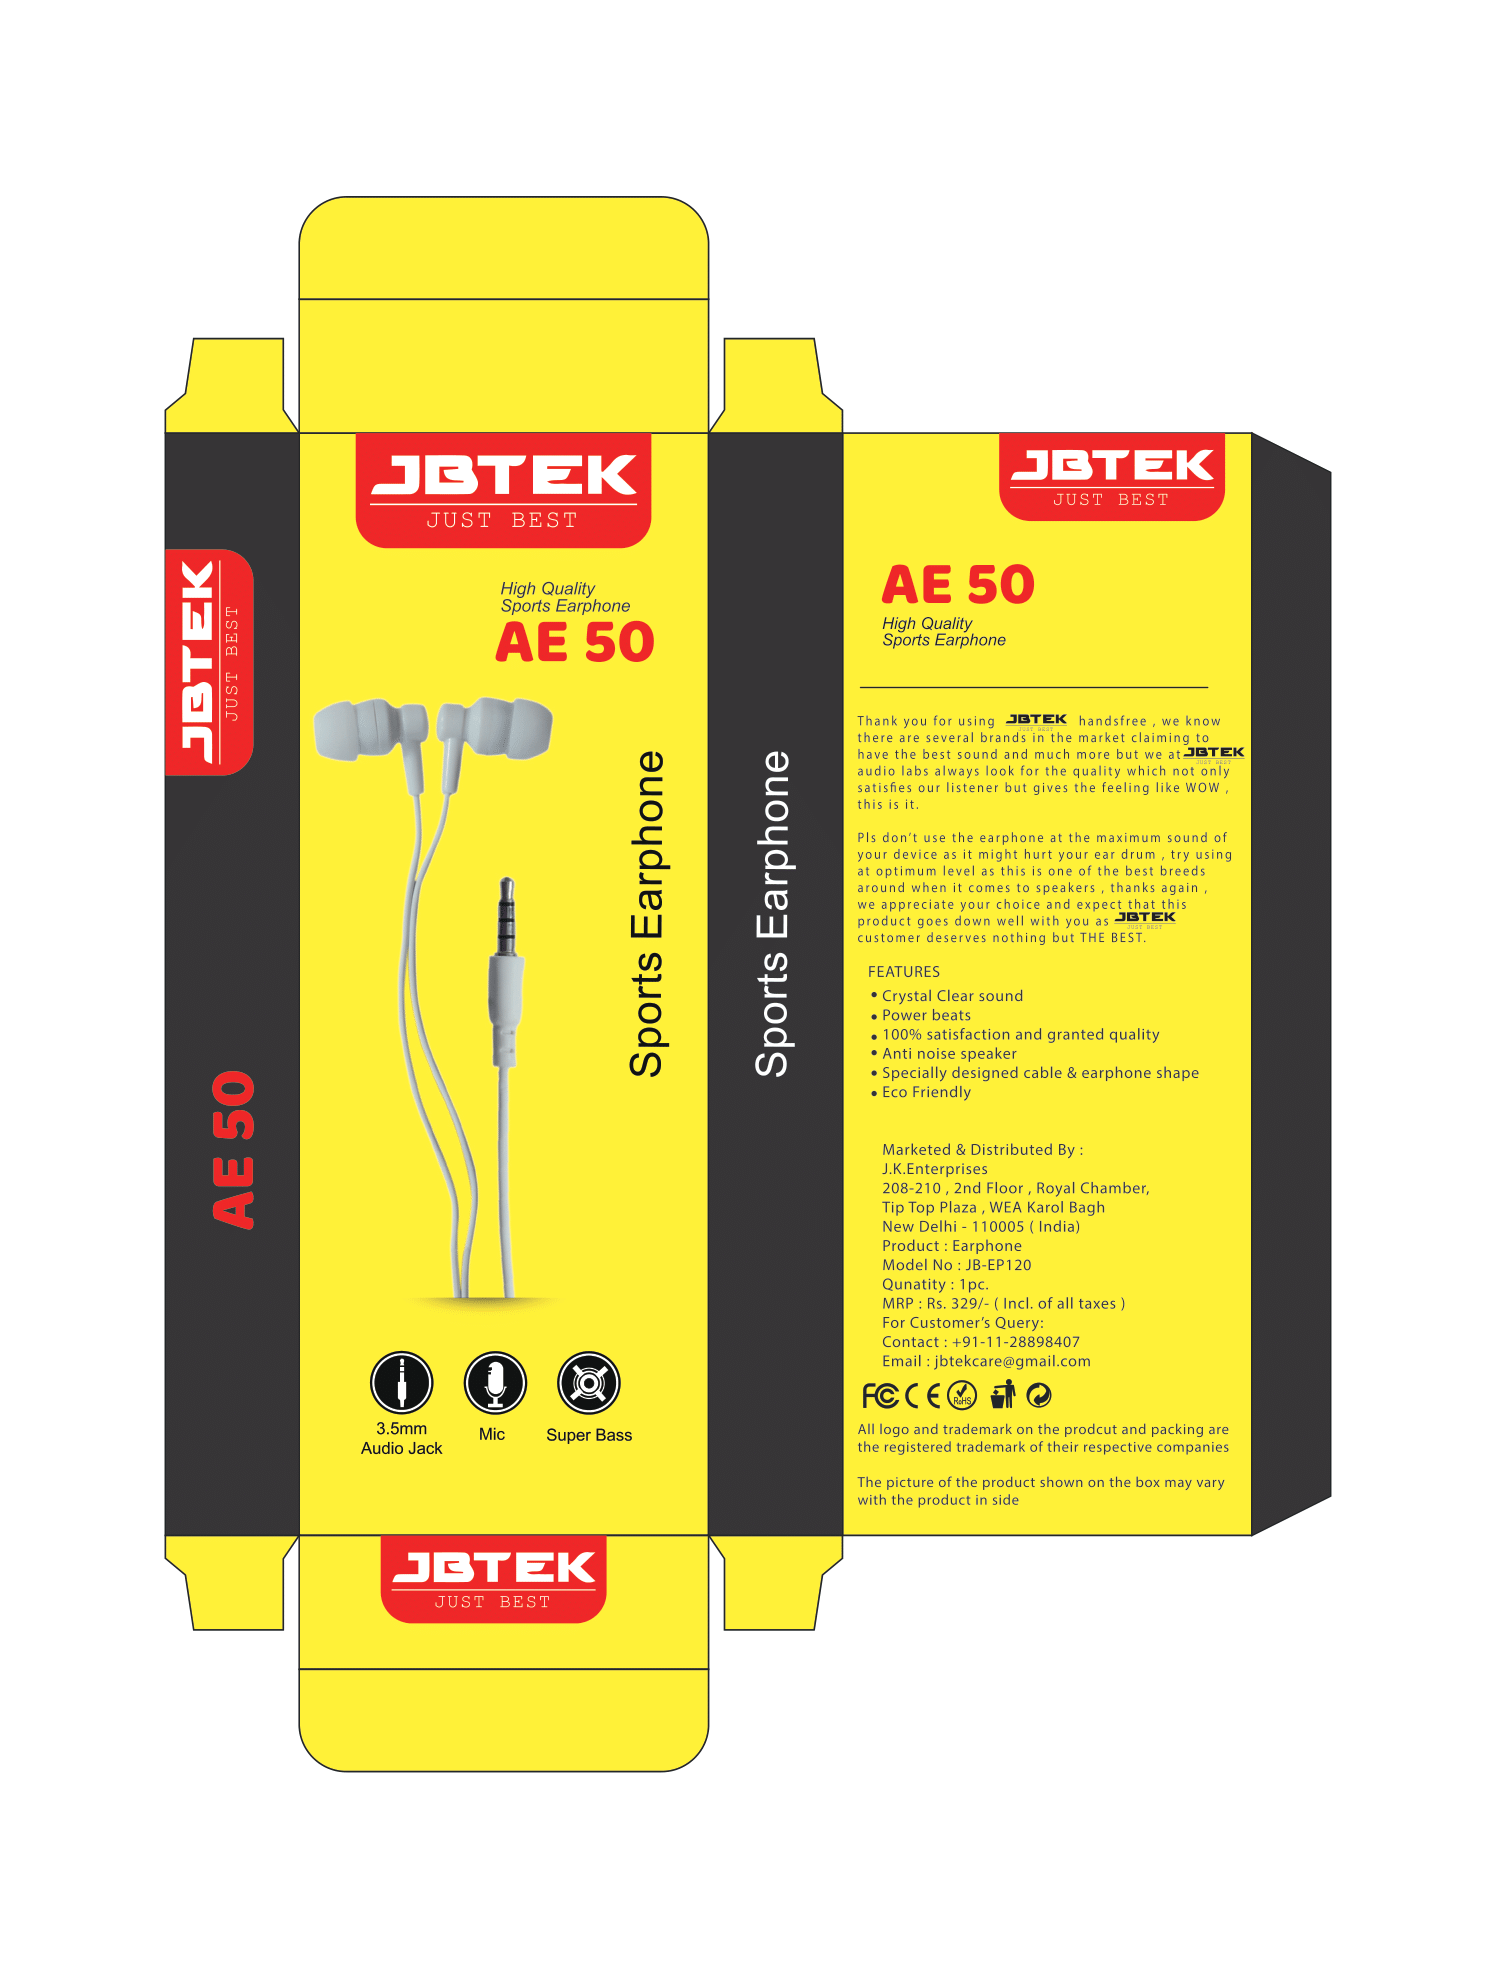 JBTEK
JUST BEST
AE 50
JBTEK
JUST BEST
High Quality
Sports Earphone
AE 50
Sports Earphone
3.5mm
Audio Jack
Mic
Super Bass
JBTEK
JUST BEST
Sports Earphone
JBTEK
JUST BEST
AE 50
High Quality
Sports Earphone
Thank you for using JBTEK JUST BEST handsfree , we know
there are several brands in the market claiming to
have the best sound and much more but we at JBTEK JUST BEST
audio labs always look for the quality which not only
satisfies our listener but gives the feeling like WOW ,
this is it.
Pls don't use the earphone at the maximum sound of
your device as it might hurt your ear drum , try using
at optimum level as this is one of the best breeds
around when it comes to speakers , thanks again ,
we appreciate your choice and expect that this
product goes down well with you as JBTEK JUST BEST
customer deserves nothing but THE BEST.
FEATURES
• Crystal Clear sound
• Power beats
• 100% satisfaction and granted quality
• Anti noise speaker
• Specially designed cable & earphone shape
• Eco Friendly
Marketed & Distributed By :
J.K.Enterprises
208-210 , 2nd Floor , Royal Chamber,
Tip Top Plaza , WEA Karol Bagh
New Delhi - 110005 ( India)
Product : Earphone
Model No : JB-EP120
Qunatity : 1pc.
MRP : Rs. 329/- ( Incl. of all taxes )
For Customer's Query:
Contact : +91-11-28898407
Email : jbtekcare@gmail.com
FC CE RoHS
All logo and trademark on the prodcut and packing are
the registered trademark of their respective companies
The picture of the product shown on the box may vary
with the product in side